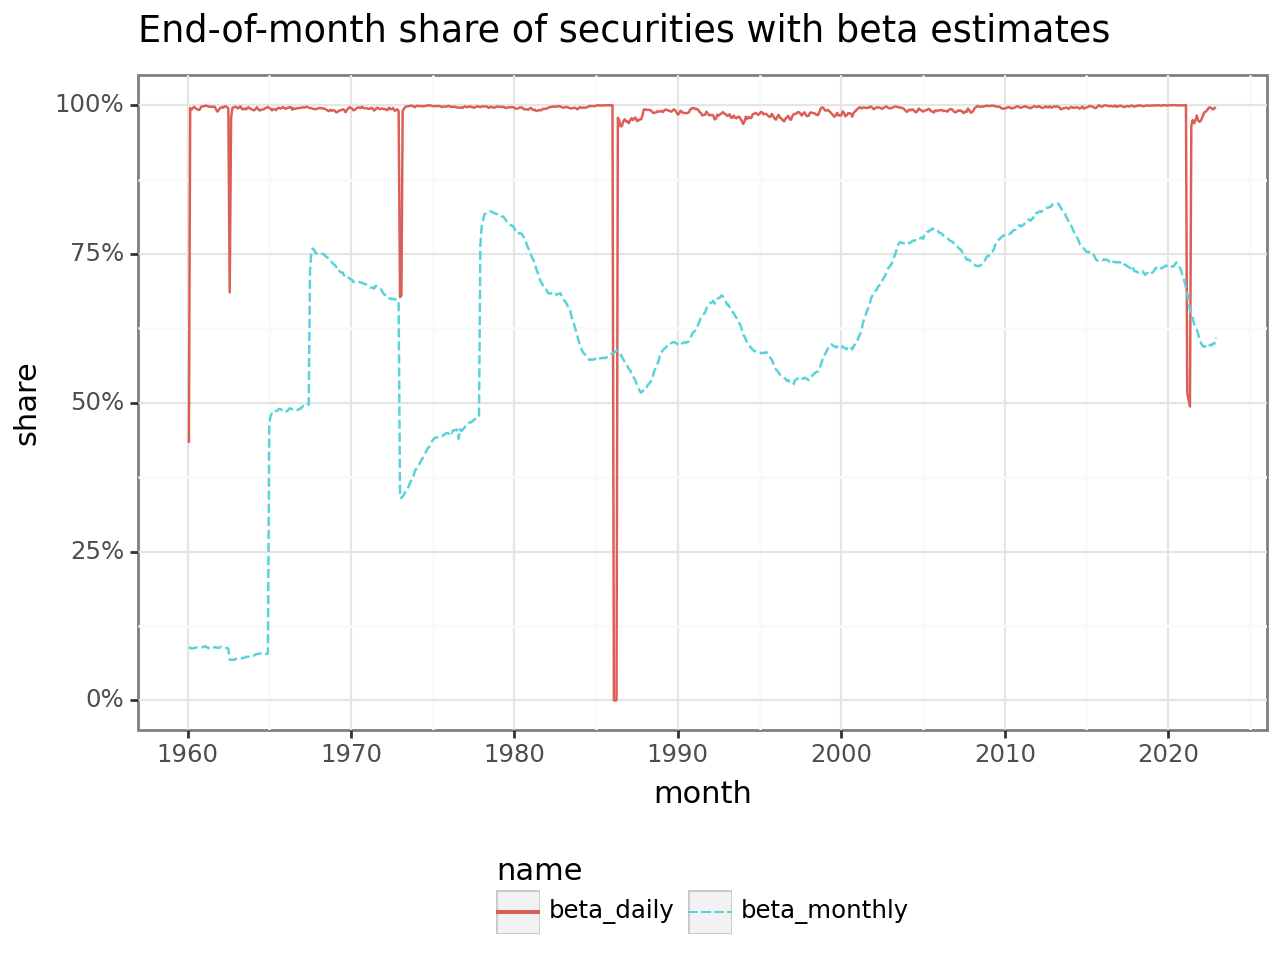 End-of-month share of securities with beta estimates
share
100%
75%
50%
25%
0%
1960 1970 1980 1990 2000 2010 2020
month
name
beta_daily beta_monthly